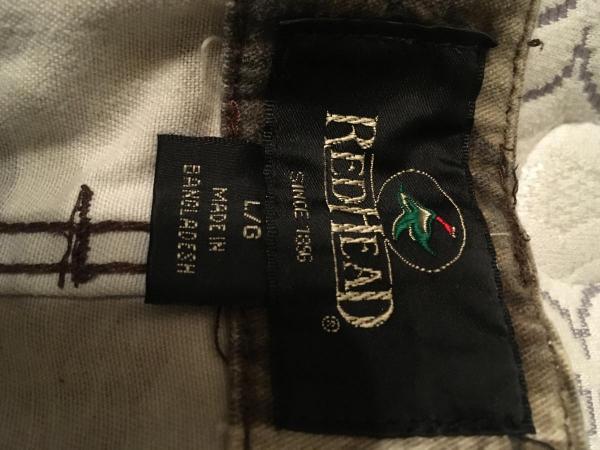 REDHEAD®
SINCE 1856
L/G
MADE IN
BANGLADESH